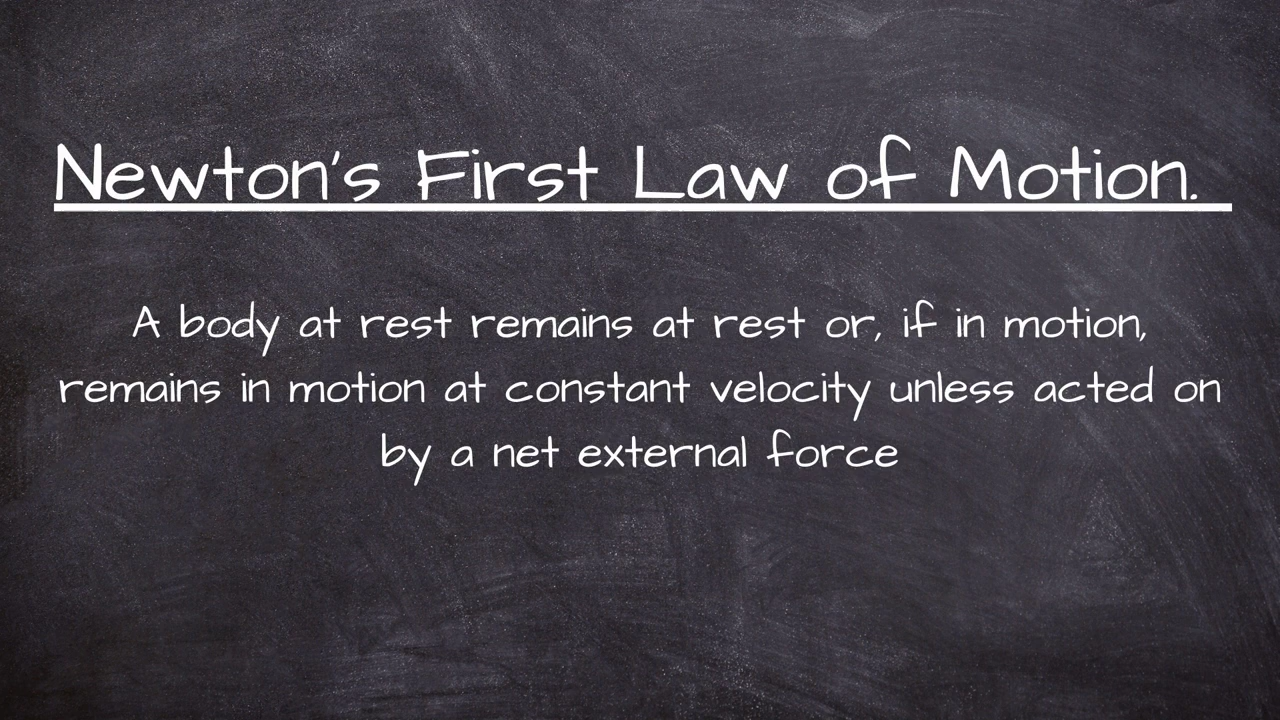 Newton's First Law of Motion.
A body at rest remains at rest or, if in motion,
remains in motion at constant velocity unless acted on
by a net external force